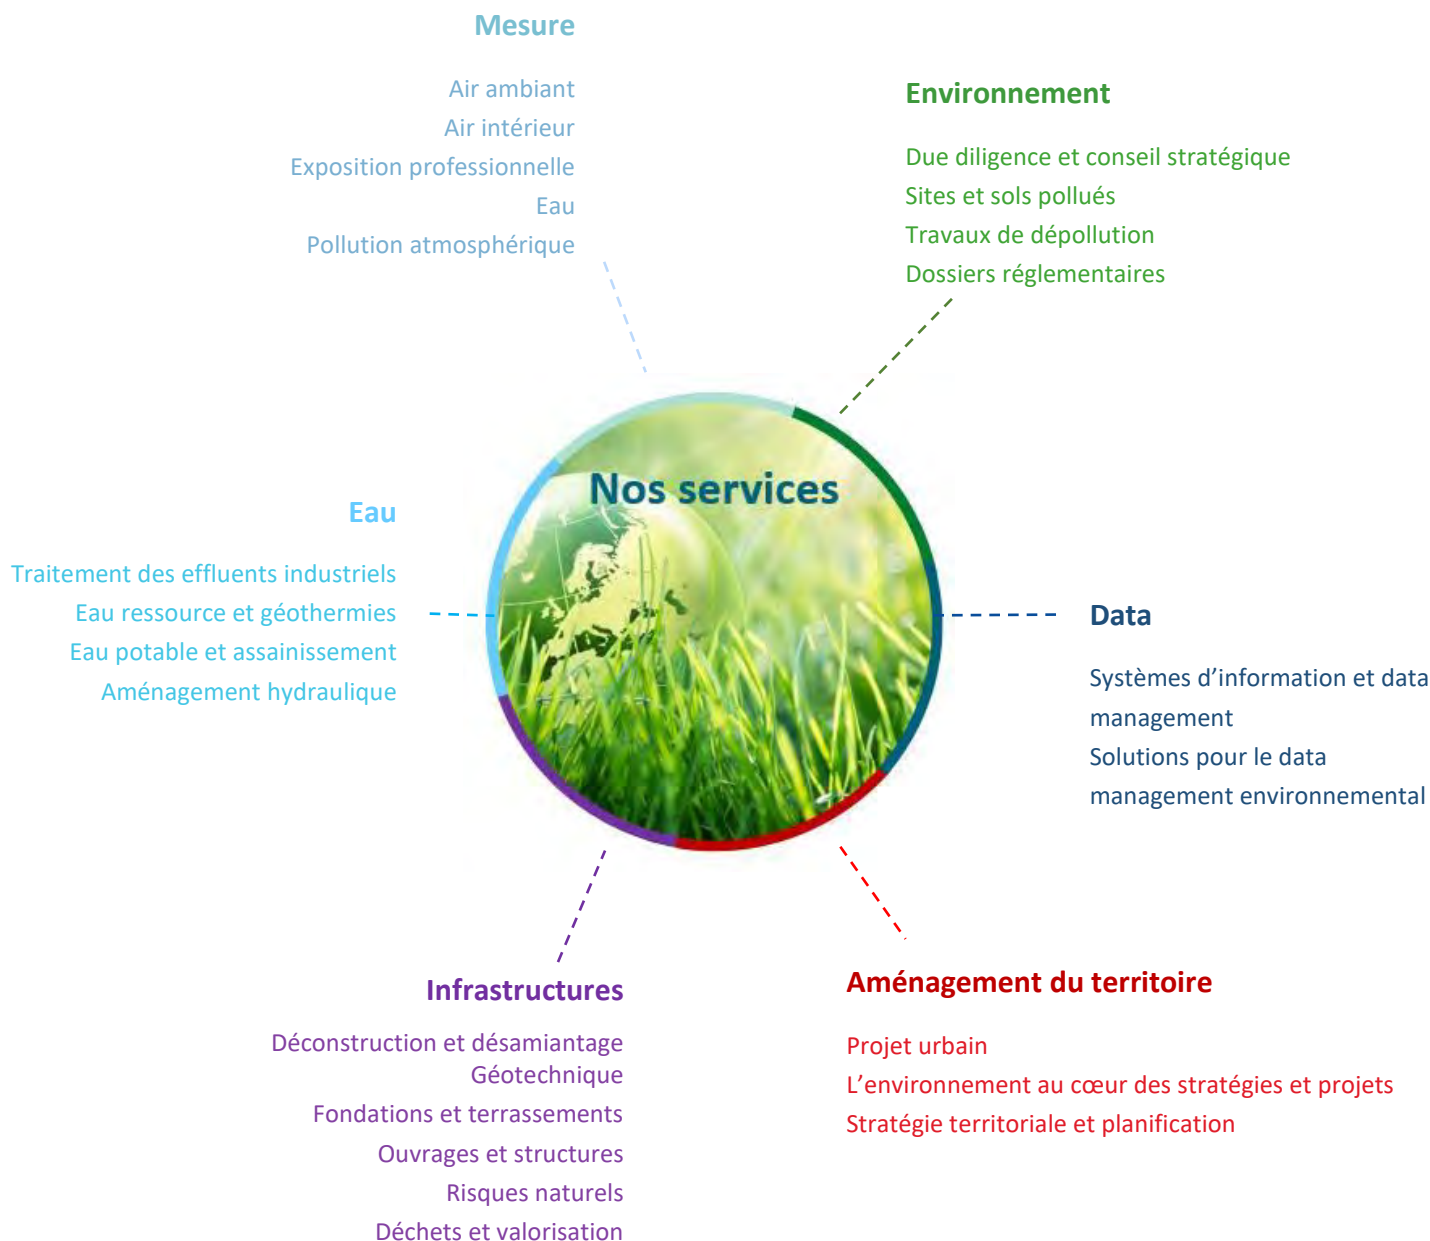 Mesure
Air ambiant
Air intérieur
Exposition professionnelle
Eau
Pollution atmosphérique
Environnement
Due diligence et conseil stratégique
Sites et sols pollués
Travaux de dépollution
Dossiers réglementaires
Nos services
Eau
Traitement des effluents industriels
Eau ressource et géothermies
Eau potable et assainissement
Aménagement hydraulique
Data
Systèmes d’information et data
management
Solutions pour le data
management environnemental
Infrastructures
Déconstruction et désamiantage
Géotechnique
Fondations et terrassements
Ouvrages et structures
Risques naturels
Déchets et valorisation
Aménagement du territoire
Projet urbain
L’environnement au cœur des stratégies et projets
Stratégie territoriale et planification